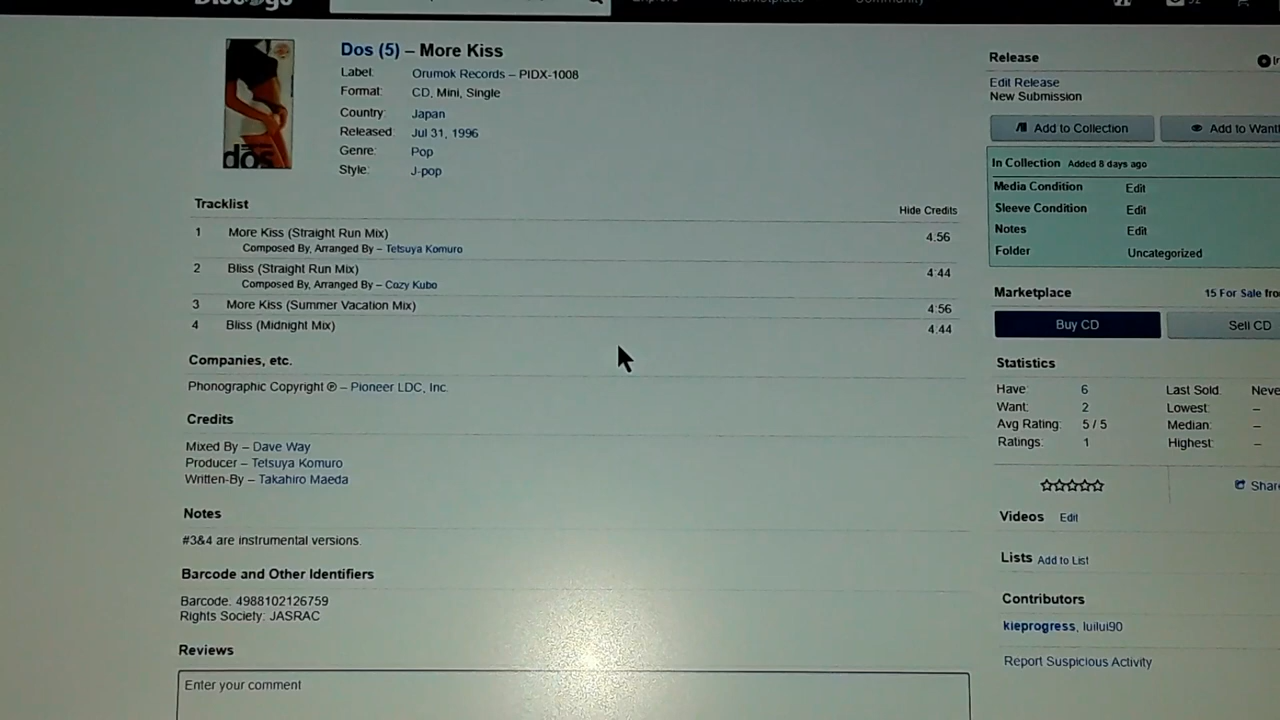 dos
Dos (5) – More Kiss
Label: Orumok Records – PIDX-1008
Format: CD, Mini, Single
Country: Japan
Released: Jul 31, 1996
Genre: Pop
Style: J-pop
Tracklist
Hide Credits
1 More Kiss (Straight Run Mix) 4:56
Composed By, Arranged By – Tetsuya Komuro
2 Bliss (Straight Run Mix) 4:44
Composed By, Arranged By – Cozy Kubo
3 More Kiss (Summer Vacation Mix) 4:56
4 Bliss (Midnight Mix) 4:44
Companies, etc.
Phonographic Copyright ℗ – Pioneer LDC, Inc.
Credits
Mixed By – Dave Way
Producer – Tetsuya Komuro
Written-By – Takahiro Maeda
Notes
#3&4 are instrumental versions.
Barcode and Other Identifiers
Barcode: 4988102126759
Rights Society: JASRAC
Reviews
Enter your comment
Release
Edit Release
New Submission
Add to Collection
Add to Want
In Collection Added 8 days ago
Media Condition Edit
Sleeve Condition Edit
Notes Edit
Folder Uncategorized
Marketplace 15 For Sale fro
Buy CD Sell CD
Statistics
Have: 6 Last Sold: Neve
Want: 2 Lowest: –
Avg Rating: 5 / 5 Median: –
Ratings: 1 Highest: –
Shar
Videos Edit
Lists Add to List
Contributors
kieprogress, luilui90
Report Suspicious Activity